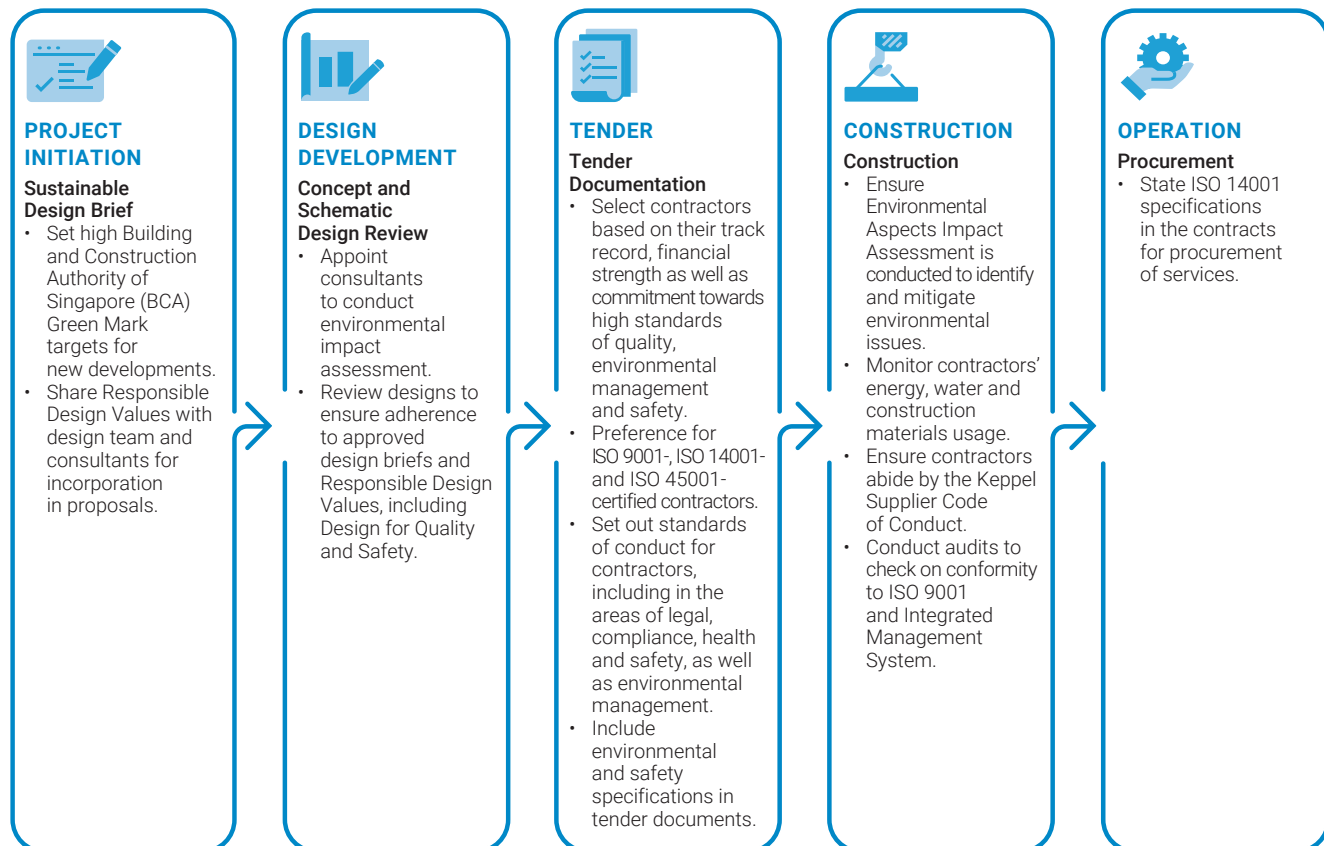 PROJECT
INITIATION
Sustainable
Design Brief
• Set high Building
and Construction
Authority of
Singapore (BCA)
Green Mark
targets for
new developments.
• Share Responsible
Design Values with
design team and
consultants for
incorporation
in proposals.
DESIGN
DEVELOPMENT
Concept and
Schematic
Design Review
• Appoint
consultants
to conduct
environmental
impact
assessment.
• Review designs to
ensure adherence
to approved
design briefs and
Responsible Design
Values, including
Design for Quality
and Safety.
TENDER
Tender
Documentation
• Select contractors
based on their track
record, financial
strength as well as
commitment towards
high standards
of quality,
environmental
management
and safety.
• Preference for
ISO 9001-, ISO 14001-
and ISO 45001-
certified contractors.
• Set out standards
of conduct for
contractors,
including in the
areas of legal,
compliance, health
and safety, as well
as environmental
management.
• Include
environmental
and safety
specifications in
tender documents.
CONSTRUCTION
Construction
• Ensure
Environmental
Aspects Impact
Assessment is
conducted to identify
and mitigate
environmental
issues.
• Monitor contractors’
energy, water and
construction
materials usage.
• Ensure contractors
abide by the Keppel
Supplier Code
of Conduct.
• Conduct audits to
check on conformity
to ISO 9001
and Integrated
Management
System.
OPERATION
Procurement
• State ISO 14001
specifications
in the contracts
for procurement
of services.